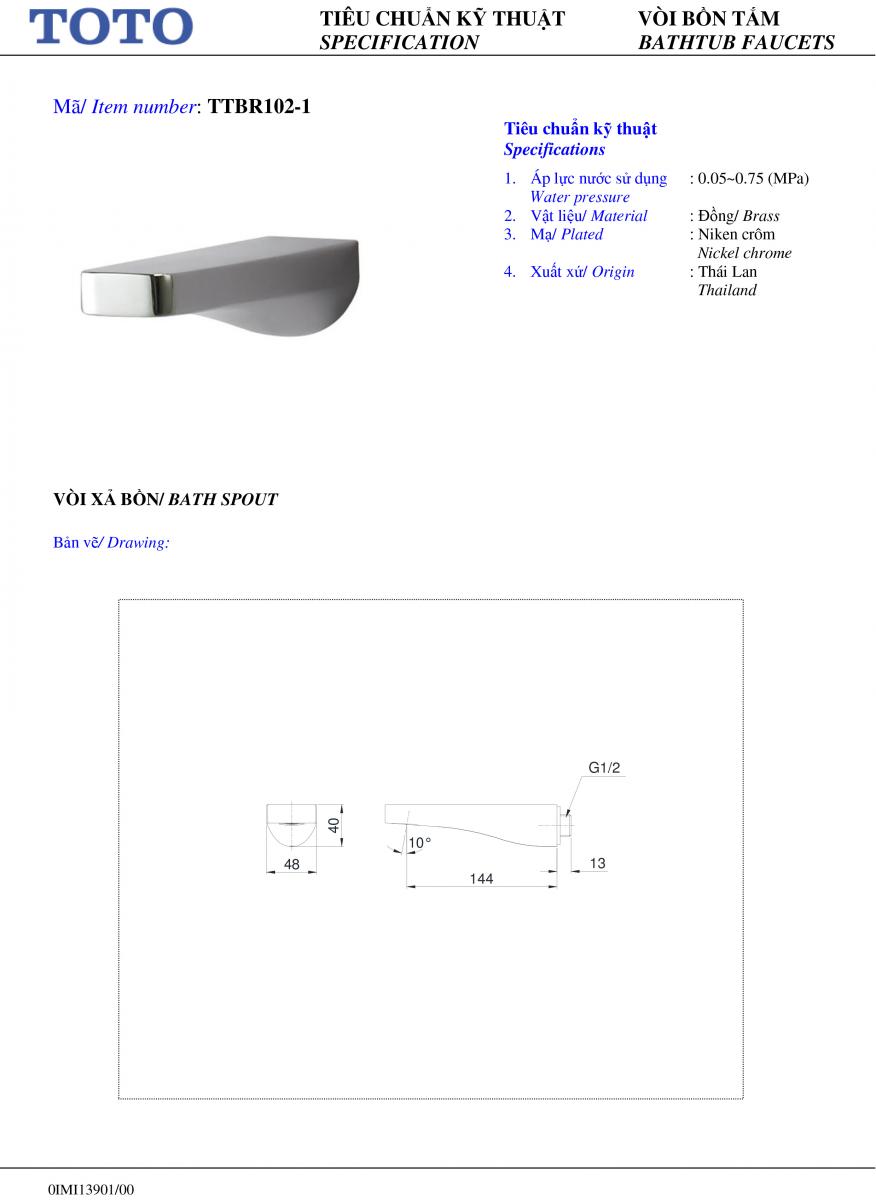 TOTO
TIÊU CHUẨN KỸ THUẬT
SPECIFICATION
VÒI BỒN TẮM
BATHTUB FAUCETS
Mã/ Item number: TTBR102-1
Tiêu chuẩn kỹ thuật
Specifications
1. Áp lực nước sử dụng : 0.05~0.75 (MPa)
Water pressure
2. Vật liệu/ Material : Đồng/ Brass
3. Mạ/ Plated : Niken crôm
Nickel chrome
4. Xuất xứ/ Origin : Thái Lan
Thailand
VÒI XẢ BỒN/ BATH SPOUT
Bản vẽ/ Drawing:
G1/2
40
10°
48
13
144
0IMI13901/00